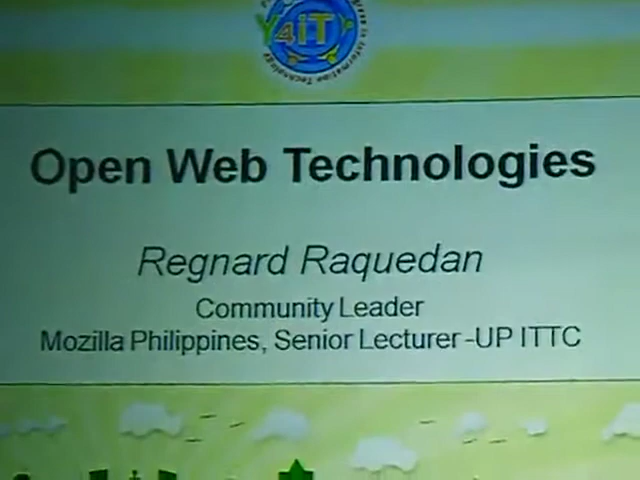 Y4iT
Open Web Technologies
Regnard Raquedan
Community Leader
Mozilla Philippines, Senior Lecturer -UP ITTC